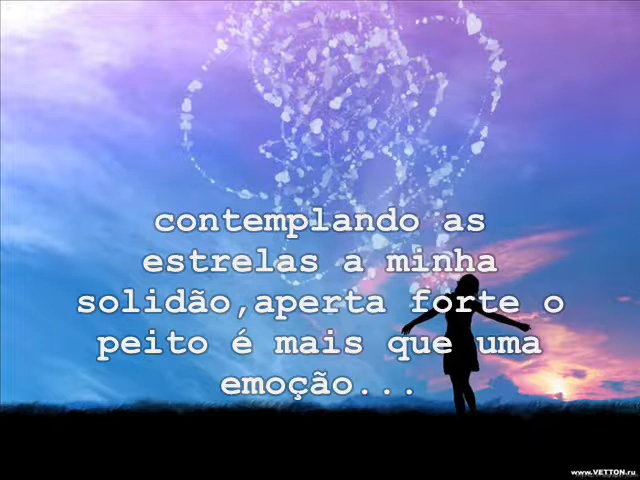 contemplando as
estrelas a minha
solidão,aperta forte o
peito é mais que uma
emoção...
www.VETTON.ru